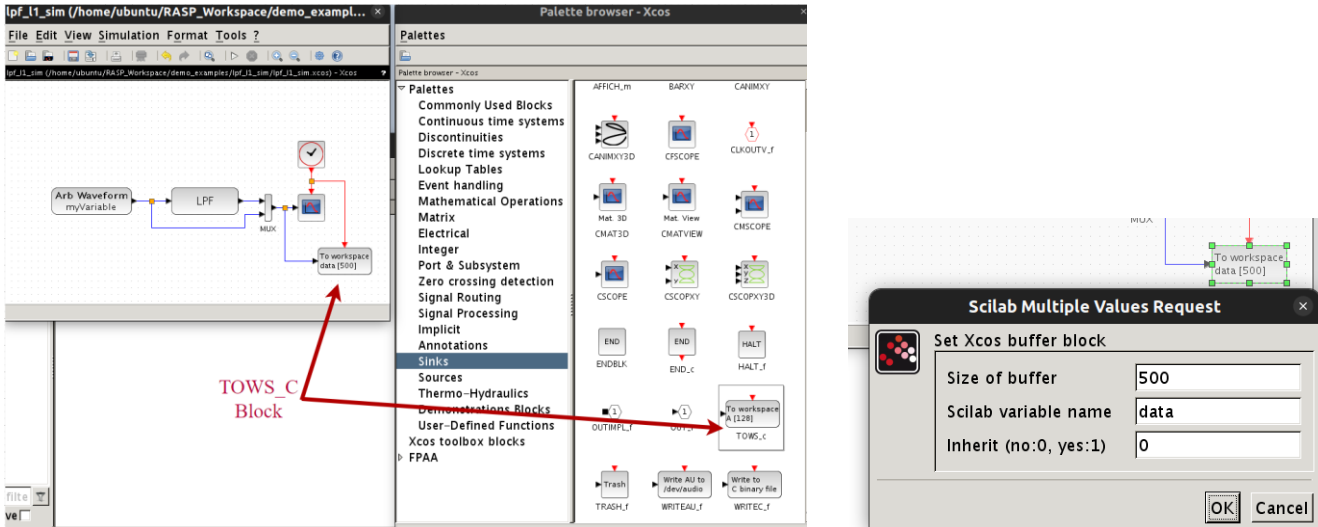 lpf_l1_sim (/home/ubuntu/RASP_Workspace/demo_exampl... ×
File Edit View Simulation Format Tools ?
lpf_l1_sim (/home/ubuntu/RASP_Workspace/demo_examples/lpf_l1_sim/lpf_l1_sim.xcos) - Xcos ?
Arb Waveform
myVariable
LPF
MUX
To workspace
data [500]
TOWS_C
Block
filte
ve
Palette browser - Xcos ×
Palettes
Palette browser - Xcos
Palettes
Commonly Used Blocks
Continuous time systems
Discontinuities
Discrete time systems
Lookup Tables
Event handling
Mathematical Operations
Matrix
Electrical
Integer
Port & Subsystem
Zero crossing detection
Signal Routing
Signal Processing
Implicit
Annotations
Sinks
Sources
Thermo-Hydraulics
Demonstrations Blocks
User-Defined Functions
Xcos toolbox blocks
FPAA
AFFICH_m BARXY CANIMXY
1
CANIMXY3D CFSCOPE CLKOUTV_f
Mat. 3D Mat. View
CMAT3D CMATVIEW CMSCOPE
X Y X Y Z
CSCOPE CSCOPXY CSCOPXY3D
END END HALT
ENDBLK END_c HALT_f
1 1 To workspace
A [128]
OUTIMPL_f OUT_f TOWS_c
Trash Write AU to
/dev/audio Write to
C binary file
TRASH_f WRITEAU_f WRITEC_f
MUX
To workspace
data [500]
Scilab Multiple Values Request ×
Set Xcos buffer block
Size of buffer 500
Scilab variable name data
Inherit (no:0, yes:1) 0
OK Cancel